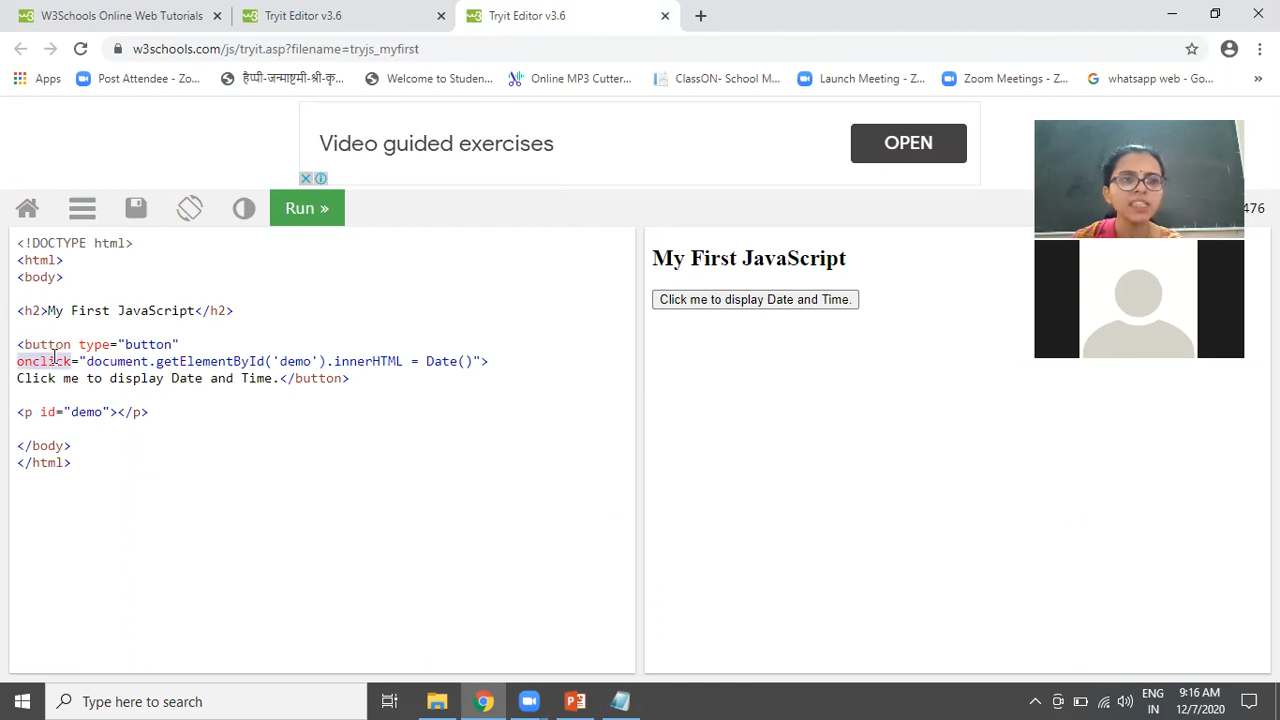 W3Schools Online Web Tutorials
Tryit Editor v3.6
Tryit Editor v3.6
w3schools.com/js/tryit.asp?filename=tryjs_myfirst
Apps
Post Attendee - Zo...
हैप्पी-जन्माष्टमी-श्री-कृ...
Welcome to Studen...
Online MP3 Cutter...
ClassON- School M...
Launch Meeting - Z...
Zoom Meetings - Z...
whatsapp web - Go...
Video guided exercises
OPEN
Run »
476
<!DOCTYPE html>
<html>
<body>
<h2>My First JavaScript</h2>
<button type="button"
onclick="document.getElementById('demo').innerHTML = Date()">
Click me to display Date and Time.</button>
<p id="demo"></p>
</body>
</html>
My First JavaScript
Click me to display Date and Time.
Type here to search
ENG
IN
9:16 AM
12/7/2020